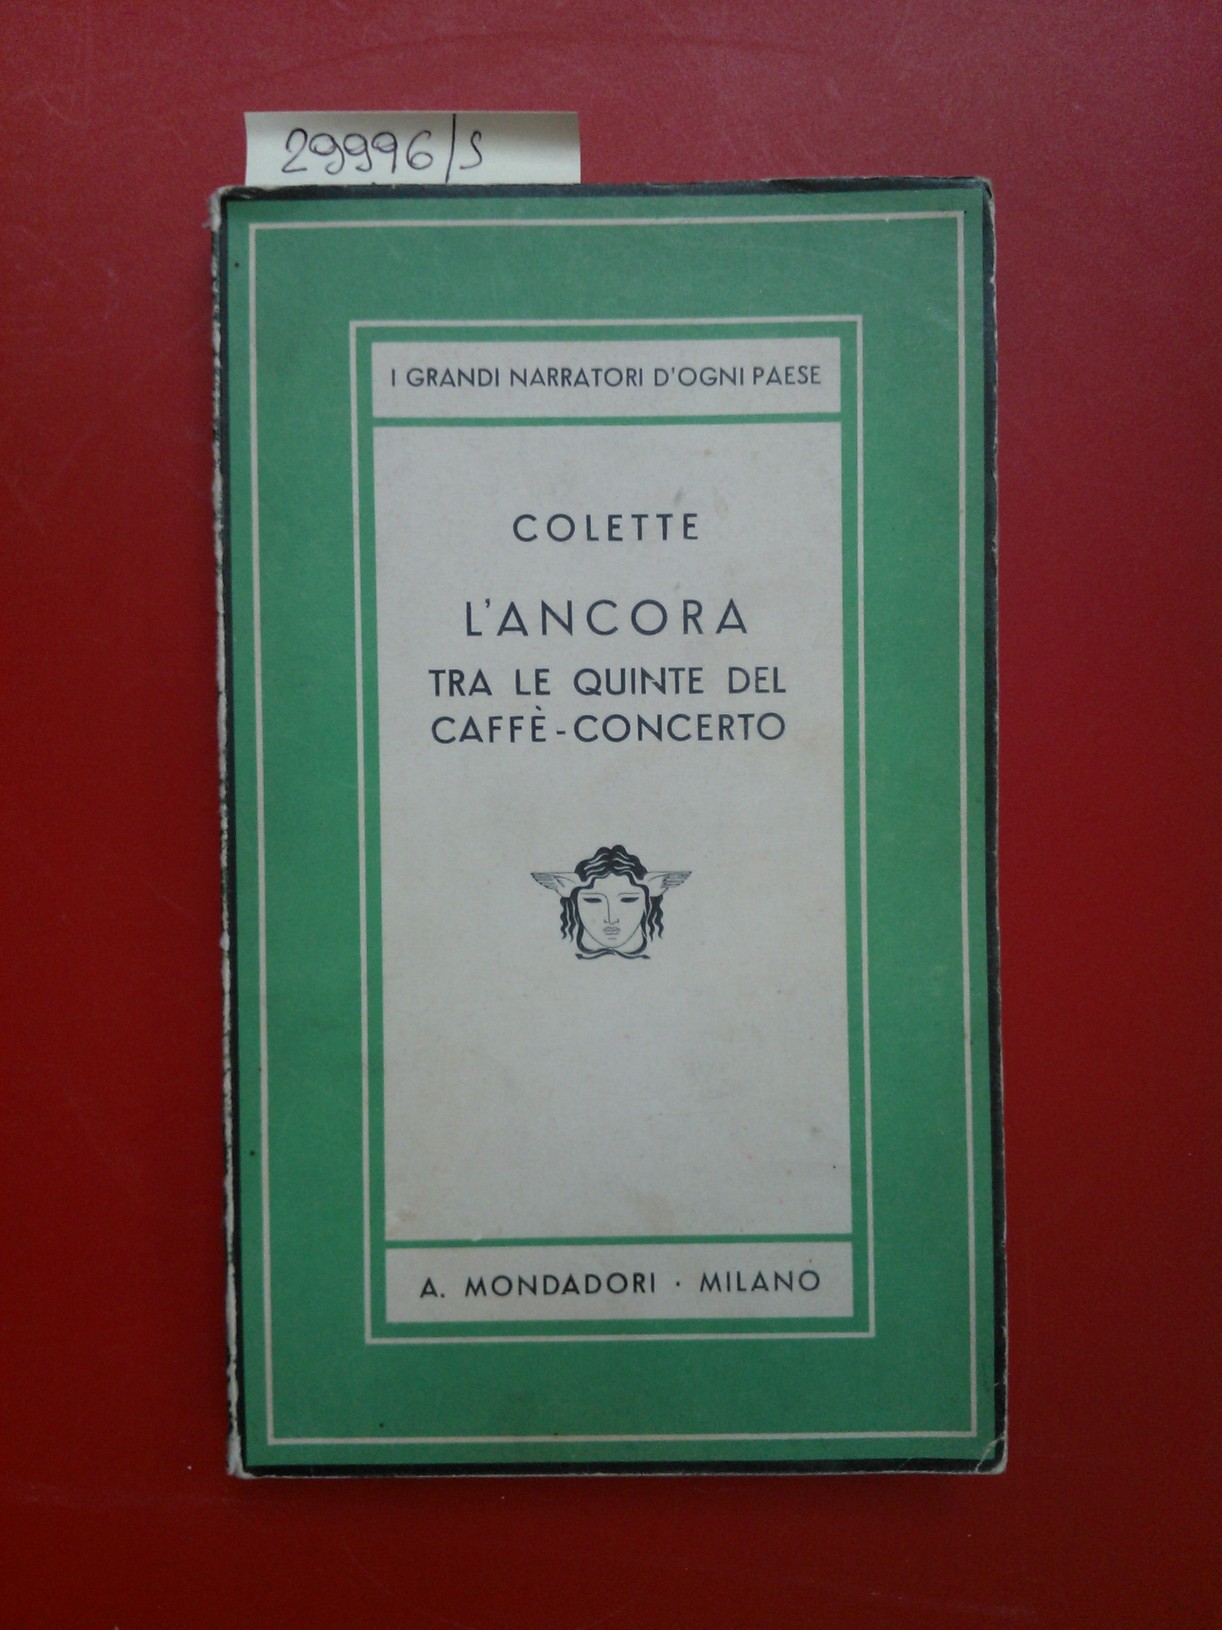 29996/S
I GRANDI NARRATORI D'OGNI PAESE
COLETTE
L'ANCORA
TRA LE QUINTE DEL
CAFFÈ-CONCERTO
A. MONDADORI · MILANO